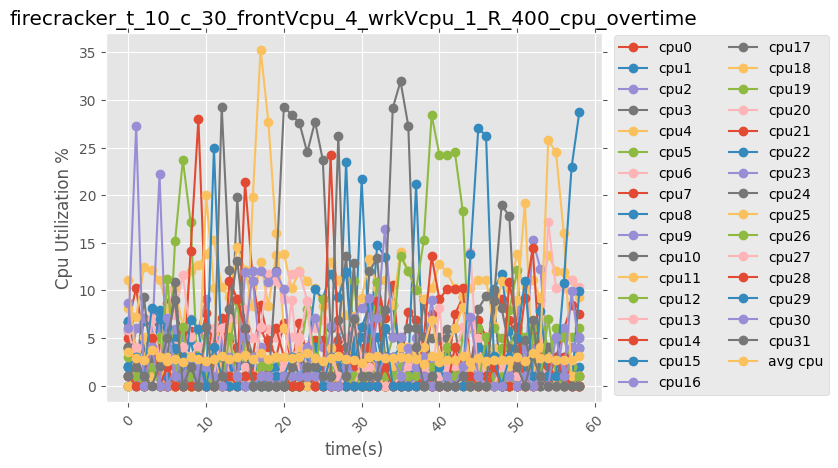 firecracker_t_10_c_30_frontVcpu_4_wrkVcpu_1_R_400_cpu_overtime
Cpu Utilization %
35
30
25
20
15
10
5
0
0
10
20
30
40
50
60
time(s)
cpu0
cpu1
cpu2
cpu3
cpu4
cpu5
cpu6
cpu7
cpu8
cpu9
cpu10
cpu11
cpu12
cpu13
cpu14
cpu15
cpu16
cpu17
cpu18
cpu19
cpu20
cpu21
cpu22
cpu23
cpu24
cpu25
cpu26
cpu27
cpu28
cpu29
cpu30
cpu31
avg cpu